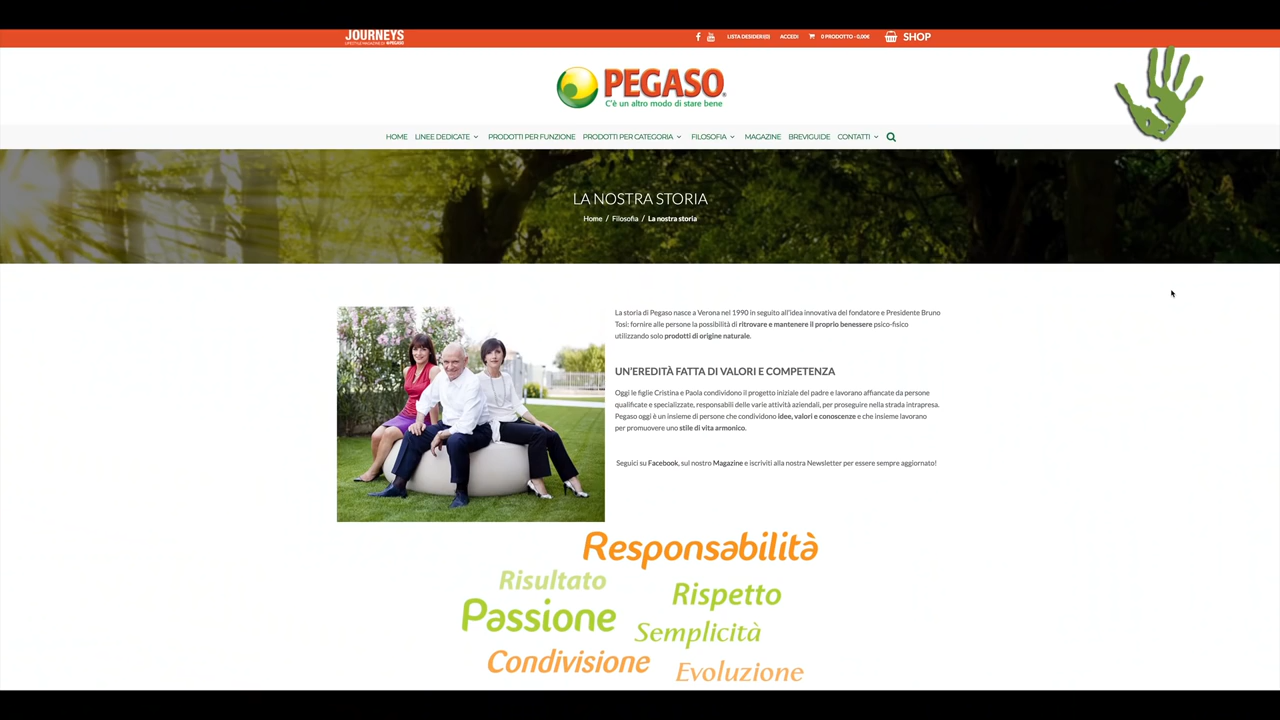 JOURNEYS
LISTA DESIDERI(0) ACCEDI 0 PRODOTTO - 0,00€ SHOP
PEGASO
C'è un altro modo di stare bene
HOME LINEE DEDICATE PRODOTTI PER FUNZIONE PRODOTTI PER CATEGORIA FILOSOFIA MAGAZINE BREVIGUIDE CONTATTI
LA NOSTRA STORIA
Home / Filosofia / La nostra storia
La storia di Pegaso nasce a Verona nel 1990 in seguito all'idea innovativa del fondatore e Presidente Bruno
Tosi: fornire alle persone la possibilità di ritrovare e mantenere il proprio benessere psico-fisico
utilizzando solo prodotti di origine naturale.
UN'EREDITÀ FATTA DI VALORI E COMPETENZA
Oggi le figlie Cristina e Paola condividono il progetto iniziale del padre e lavorano affiancate da persone
qualificate e specializzate, responsabili delle varie attività aziendali, per proseguire nella strada intrapresa.
Pegaso oggi è un insieme di persone che condividono idee, valori e conoscenze e che insieme lavorano
per promuovere uno stile di vita armonico.
Seguici su Facebook, sul nostro Magazine e iscriviti alla nostra Newsletter per essere sempre aggiornato!
Responsabilità
Risultato
Rispetto
Passione
Semplicità
Condivisione
Evoluzione